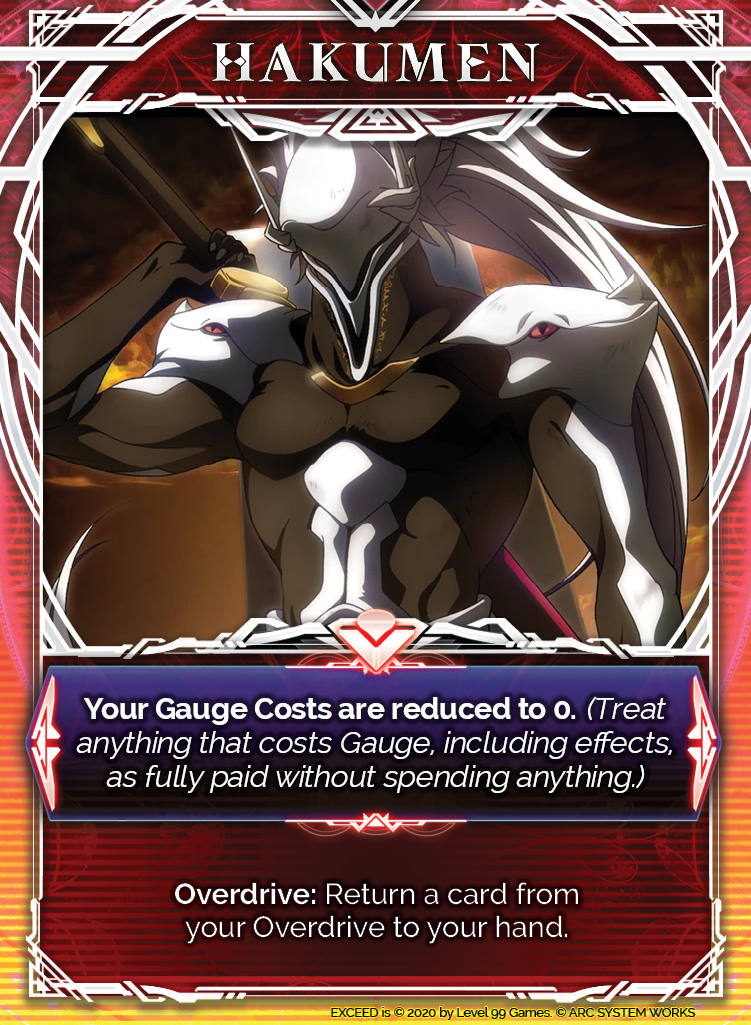 HAKUMEN
Your Gauge Costs are reduced to 0. (Treat
anything that costs Gauge, including effects,
as fully paid without spending anything.)
Overdrive: Return a card from
your Overdrive to your hand.
EXCEED is © 2020 by Level 99 Games. © ARC SYSTEM WORKS